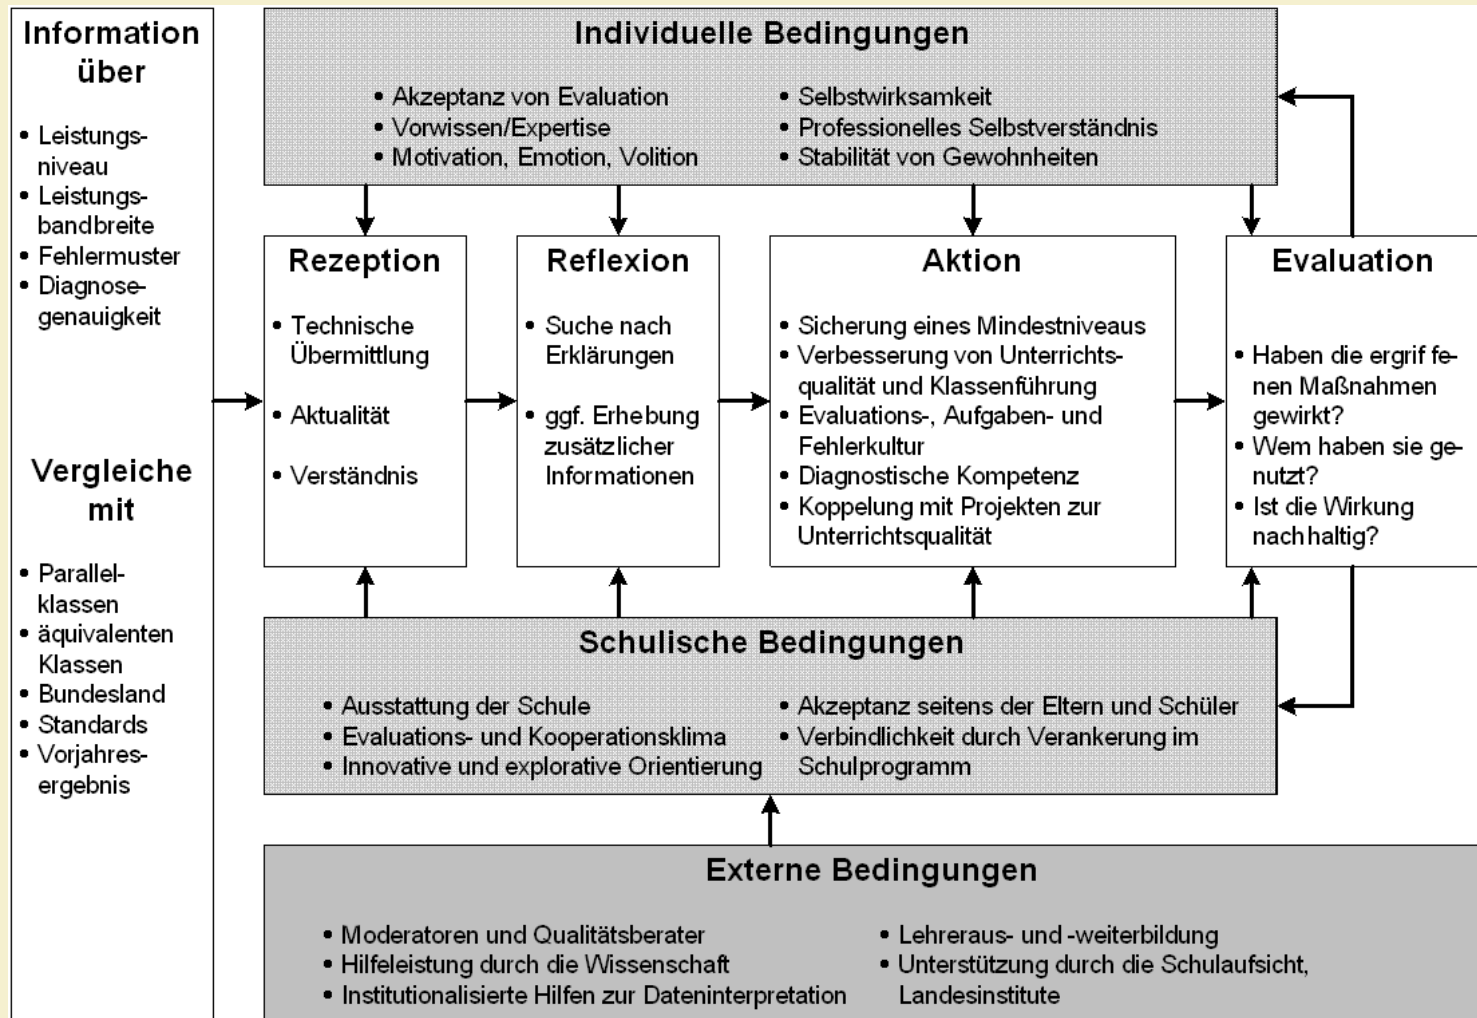 Information
über
• Leistungs-
niveau
• Leistungs-
bandbreite
• Fehlermuster
• Diagnose-
genauigkeit
Vergleiche
mit
• Parallel-
klassen
• äquivalenten
Klassen
• Bundesland
• Standards
• Vorjahres-
ergebnis
Individuelle Bedingungen
• Akzeptanz von Evaluation
• Vorwissen/Expertise
• Motivation, Emotion, Volition
• Selbstwirksamkeit
• Professionelles Selbstverständnis
• Stabilität von Gewohnheiten
Rezeption
• Technische
Übermittlung
• Aktualität
• Verständnis
Reflexion
• Suche nach
Erklärungen
• ggf. Erhebung
zusätzlicher
Informationen
Aktion
• Sicherung eines Mindestniveaus
• Verbesserung von Unterrichts-
qualität und Klassenführung
• Evaluations-, Aufgaben- und
Fehlerkultur
• Diagnostische Kompetenz
• Koppelung mit Projekten zur
Unterrichtsqualität
Evaluation
• Haben die ergrif fe-
nen Maßnahmen
gewirkt?
• Wem haben sie ge-
nutzt?
• Ist die Wirkung
nachhaltig?
Schulische Bedingungen
• Ausstattung der Schule
• Evaluations- und Kooperationsklima
• Innovative und explorative Orientierung
• Akzeptanz seitens der Eltern und Schüler
• Verbindlichkeit durch Verankerung im
Schulprogramm
Externe Bedingungen
• Moderatoren und Qualitätsberater
• Hilfeleistung durch die Wissenschaft
• Institutionalisierte Hilfen zur Dateninterpretation
• Lehreraus- und -weiterbildung
• Unterstützung durch die Schulaufsicht,
Landesinstitute